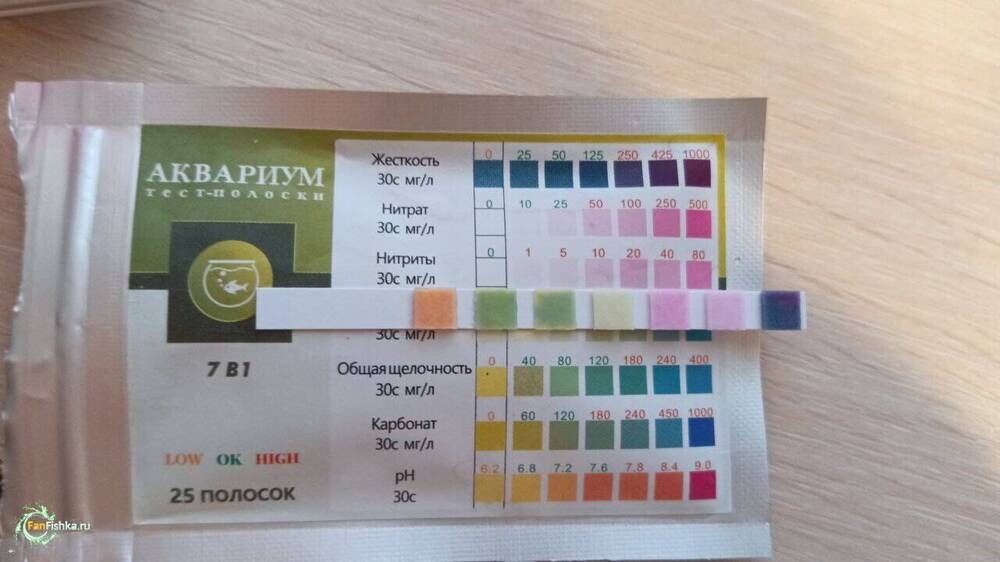 АКВАРИУМ
тест-полоски
7 В1
LOW OK HIGH
25 ПОЛОСОК
Жесткость 0 25 50 125 250 425 1000
30с мг/л
Нитрат 0 10 25 50 100 250 500
30с мг/л
Нитриты 0 1 5 10 20 40 80
30с мг/л
30с мг/л
Общая щелочность 0 40 80 120 180 240 400
30с мг/л
Карбонат 0 60 120 180 240 450 1000
30с мг/л
pH 6.2 6.8 7.2 7.6 7.8 8.4 9.0
30с
FanFishka.ru